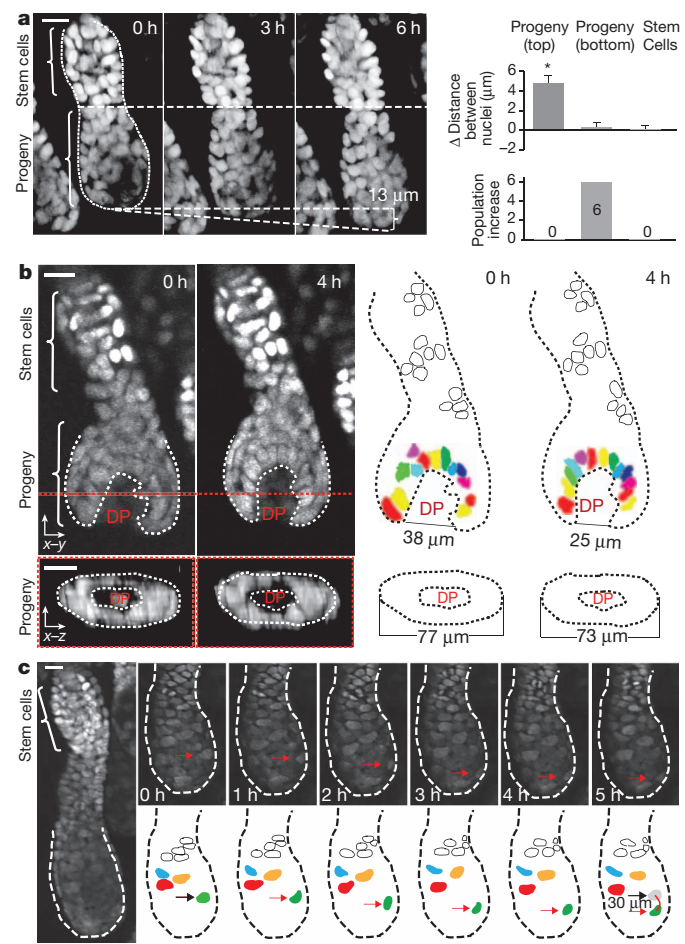 a
0 h
3 h
6 h
Stem cells
Progeny
13 μm
Progeny (top)
Progeny (bottom)
Stem Cells
Δ Distance between nuclei (μm)
6
4
2
0
−2
*
Population increase
6
4
2
0
0
6
0
b
0 h
4 h
0 h
4 h
Stem cells
Progeny
DP
DP
x–y
DP
DP
38 μm
25 μm
Progeny
DP
DP
x–z
DP
DP
77 μm
73 μm
c
Stem cells
0 h
1 h
2 h
3 h
4 h
5 h
30 μm